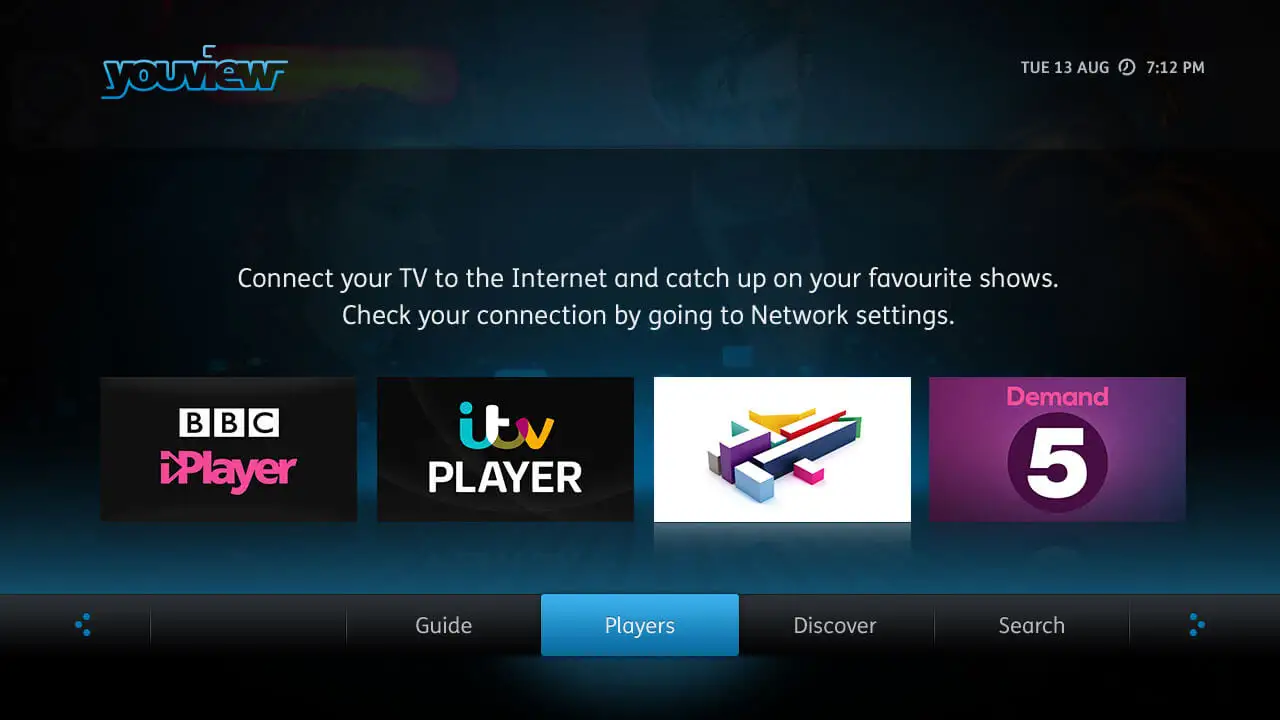 youview
TUE 13 AUG 7:12 PM
Connect your TV to the Internet and catch up on your favourite shows.
Check your connection by going to Network settings.
BBC
iPlayer
itv
PLAYER
4
Demand
5
Guide
Players
Discover
Search